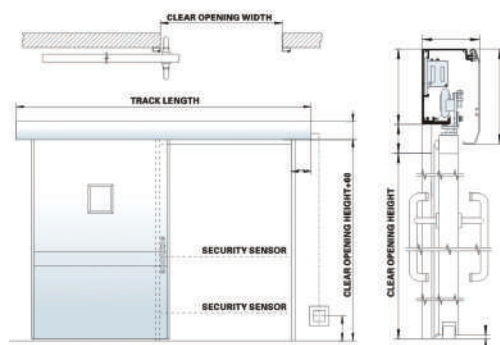 CLEAR OPENING WIDTH
TRACK LENGTH
SECURITY SENSOR
SECURITY SENSOR
CLEAR OPENING HEIGHT+60
CLEAR OPENING HEIGHT